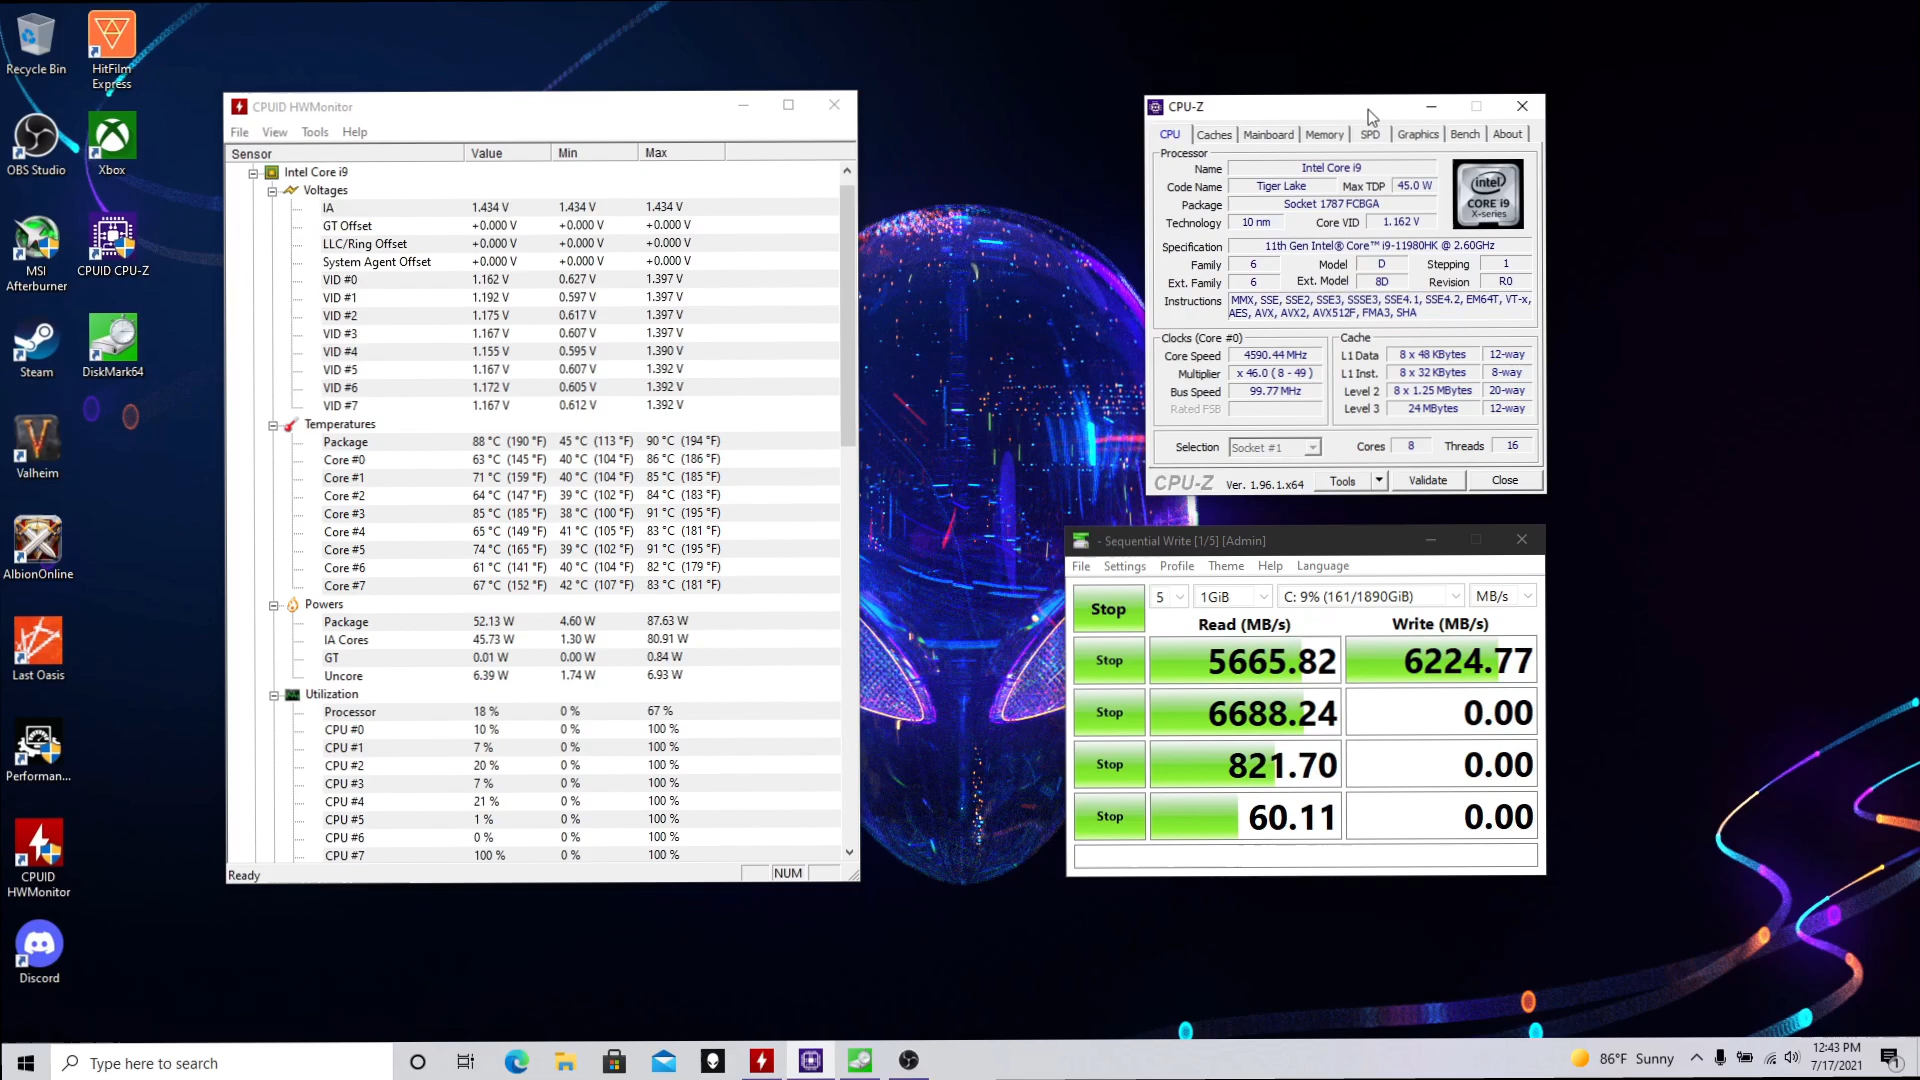 Recycle Bin
HitFilm
Express
OBS Studio
Xbox
MSI
Afterburner
CPUID CPU-Z
Steam
DiskMark64
Valheim
AlbionOnline
Last Oasis
Performan...
CPUID
HWMonitor
Discord
CPUID HWMonitor
File View Tools Help
Sensor Value Min Max
Intel Core i9
Voltages
IA 1.434 V 1.434 V 1.434 V
GT Offset +0.000 V +0.000 V +0.000 V
LLC/Ring Offset +0.000 V +0.000 V +0.000 V
System Agent Offset +0.000 V +0.000 V +0.000 V
VID #0 1.162 V 0.627 V 1.397 V
VID #1 1.192 V 0.597 V 1.397 V
VID #2 1.175 V 0.617 V 1.397 V
VID #3 1.167 V 0.607 V 1.397 V
VID #4 1.155 V 0.595 V 1.390 V
VID #5 1.167 V 0.607 V 1.392 V
VID #6 1.172 V 0.605 V 1.392 V
VID #7 1.167 V 0.612 V 1.392 V
Temperatures
Package 88 °C (190 °F) 45 °C (113 °F) 90 °C (194 °F)
Core #0 63 °C (145 °F) 40 °C (104 °F) 86 °C (186 °F)
Core #1 71 °C (159 °F) 40 °C (104 °F) 85 °C (185 °F)
Core #2 64 °C (147 °F) 39 °C (102 °F) 84 °C (183 °F)
Core #3 85 °C (185 °F) 38 °C (100 °F) 91 °C (195 °F)
Core #4 65 °C (149 °F) 41 °C (105 °F) 83 °C (181 °F)
Core #5 74 °C (165 °F) 39 °C (102 °F) 91 °C (195 °F)
Core #6 61 °C (141 °F) 40 °C (104 °F) 82 °C (179 °F)
Core #7 67 °C (152 °F) 42 °C (107 °F) 83 °C (181 °F)
Powers
Package 52.13 W 4.60 W 87.63 W
IA Cores 45.73 W 1.30 W 80.91 W
GT 0.01 W 0.00 W 0.84 W
Uncore 6.39 W 1.74 W 6.93 W
Utilization
Processor 18 % 0 % 67 %
CPU #0 10 % 0 % 100 %
CPU #1 7 % 0 % 100 %
CPU #2 20 % 0 % 100 %
CPU #3 7 % 0 % 100 %
CPU #4 21 % 0 % 100 %
CPU #5 1 % 0 % 100 %
CPU #6 0 % 0 % 100 %
CPU #7 100 % 0 % 100 %
Ready NUM
CPU-Z
CPU Caches Mainboard Memory SPD Graphics Bench About
Processor
Name Intel Core i9
Code Name Tiger Lake Max TDP 45.0 W
Package Socket 1787 FCBGA
Technology 10 nm Core VID 1.162 V
intel
CORE i9
X-series
Specification 11th Gen Intel® Core™ i9-11980HK @ 2.60GHz
Family 6 Model D Stepping 1
Ext. Family 6 Ext. Model 8D Revision R0
Instructions MMX, SSE, SSE2, SSE3, SSSE3, SSE4.1, SSE4.2, EM64T, VT-x,
AES, AVX, AVX2, AVX512F, FMA3, SHA
Clocks (Core #0)
Core Speed 4590.44 MHz
Multiplier x 46.0 ( 8 - 49 )
Bus Speed 99.77 MHz
Rated FSB
Cache
L1 Data 8 x 48 KBytes 12-way
L1 Inst. 8 x 32 KBytes 8-way
Level 2 8 x 1.25 MBytes 20-way
Level 3 24 MBytes 12-way
Selection Socket #1 Cores 8 Threads 16
CPU-Z Ver. 1.96.1.x64 Tools Validate Close
- Sequential Write [1/5] [Admin]
File Settings Profile Theme Help Language
Stop 5 1GiB C: 9% (161/1890GiB) MB/s
Read (MB/s) Write (MB/s)
Stop 5665.82 6224.77
Stop 6688.24 0.00
Stop 821.70 0.00
Stop 60.11 0.00
Type here to search
86°F Sunny
12:43 PM
7/17/2021
1